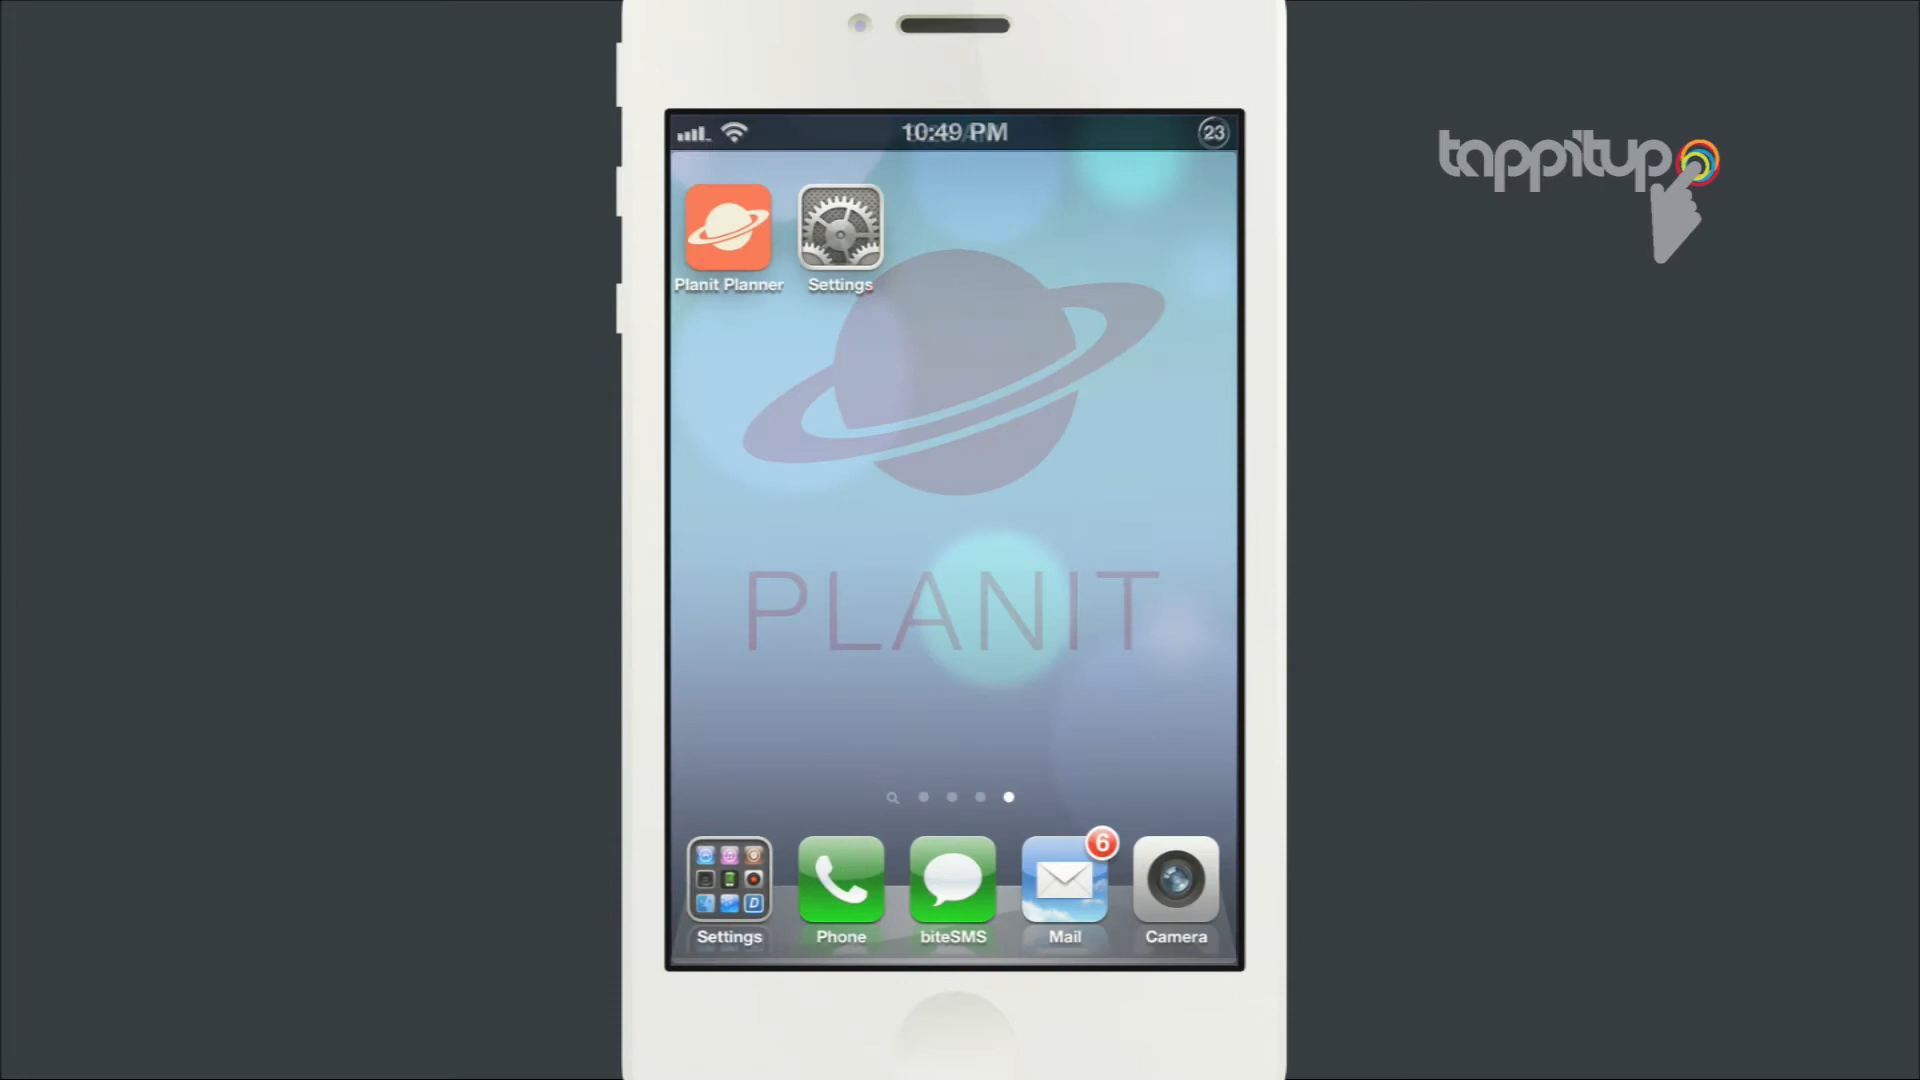 10:49 PM
23
tappitup
Planit Planner
Settings
PLANIT
6
D
Settings
Phone
biteSMS
Mail
Camera